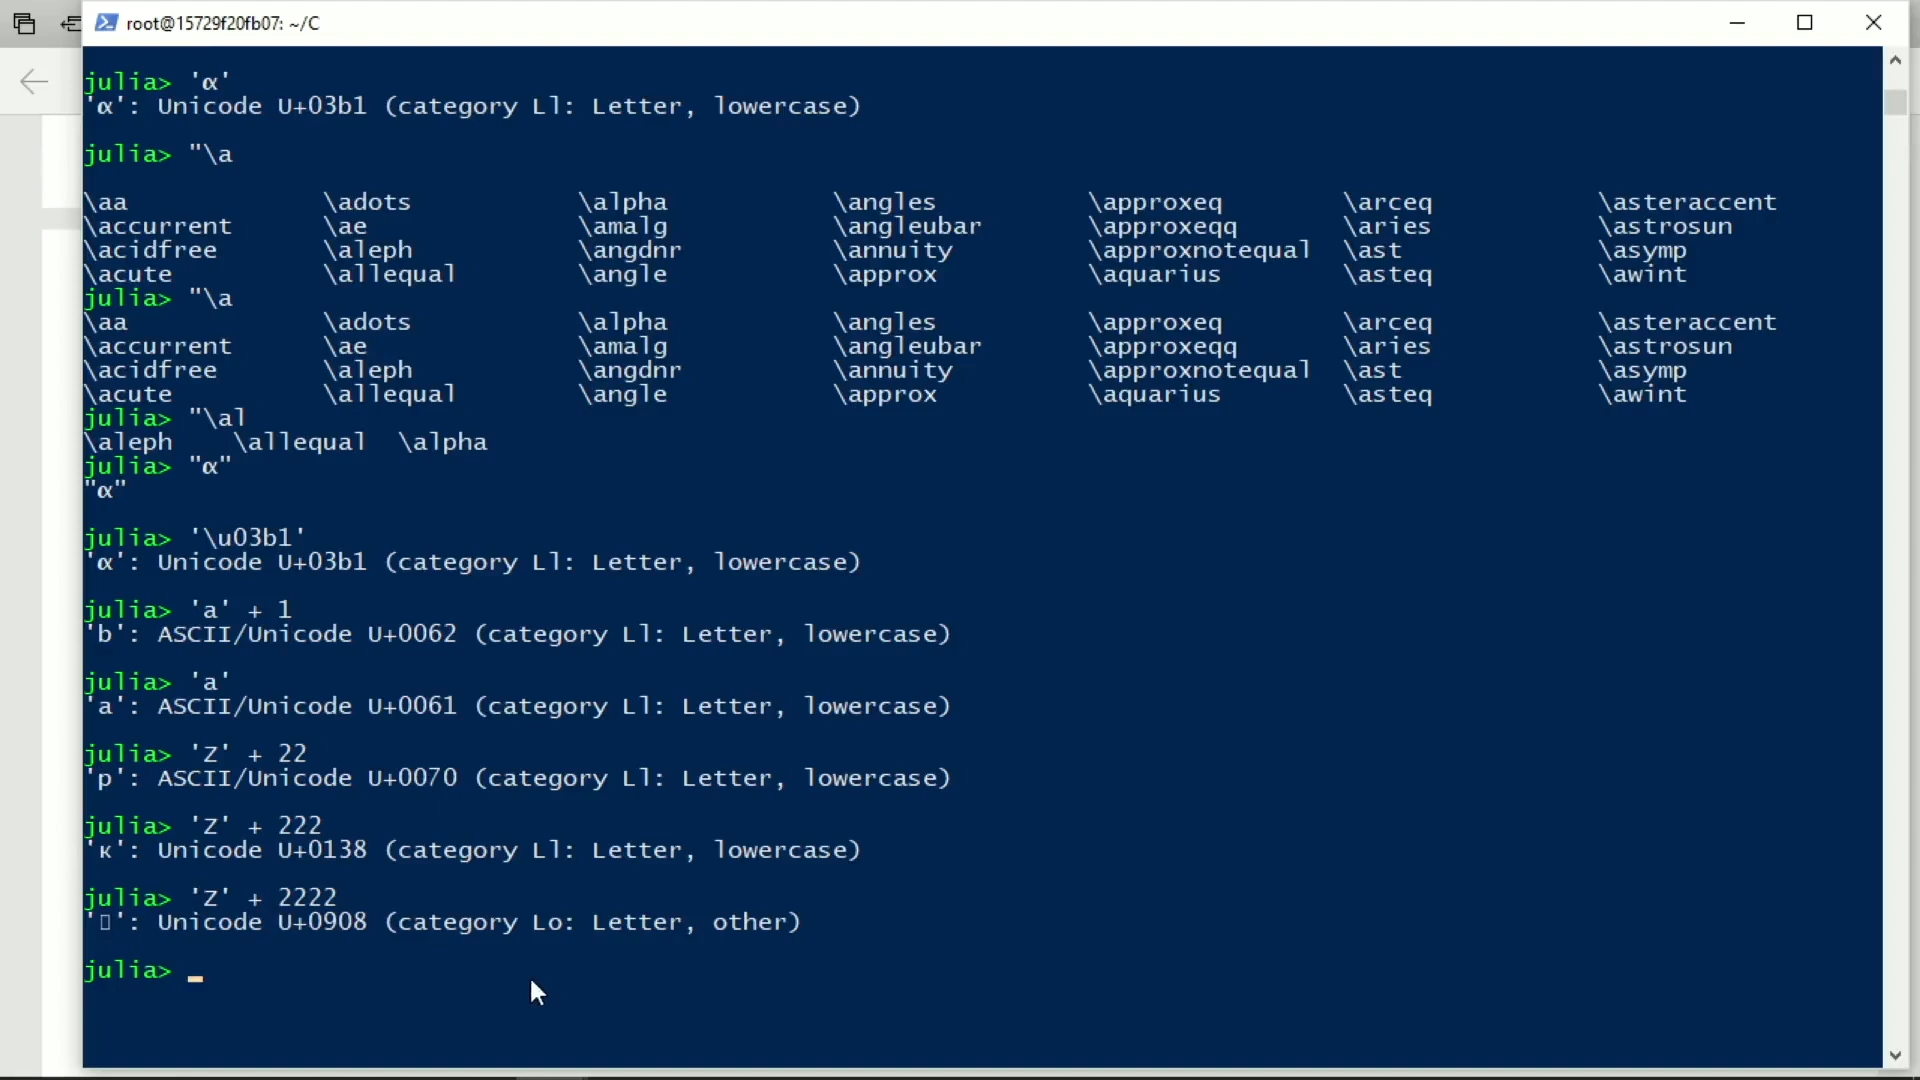 root@15729f20fb07: ~/C
julia> 'α'
'α': Unicode U+03b1 (category Ll: Letter, lowercase)
julia> "\a
\aa \adots \alpha \angles \approxeq \arceq \asteraccent
\accurrent \ae \amalg \angleubar \approxeqq \aries \astrosun
\acidfree \aleph \angdnr \annuity \approxnotequal \ast \asymp
\acute \allequal \angle \approx \aquarius \asteq \awint
julia> "\a
\aa \adots \alpha \angles \approxeq \arceq \asteraccent
\accurrent \ae \amalg \angleubar \approxeqq \aries \astrosun
\acidfree \aleph \angdnr \annuity \approxnotequal \ast \asymp
\acute \allequal \angle \approx \aquarius \asteq \awint
julia> "\al
\aleph \allequal \alpha
julia> "α"
"α"
julia> '\u03b1'
'α': Unicode U+03b1 (category Ll: Letter, lowercase)
julia> 'a' + 1
'b': ASCII/Unicode U+0062 (category Ll: Letter, lowercase)
julia> 'a'
'a': ASCII/Unicode U+0061 (category Ll: Letter, lowercase)
julia> 'Z' + 22
'p': ASCII/Unicode U+0070 (category Ll: Letter, lowercase)
julia> 'Z' + 222
'ĸ': Unicode U+0138 (category Ll: Letter, lowercase)
julia> 'Z' + 2222
'▯': Unicode U+0908 (category Lo: Letter, other)
julia>